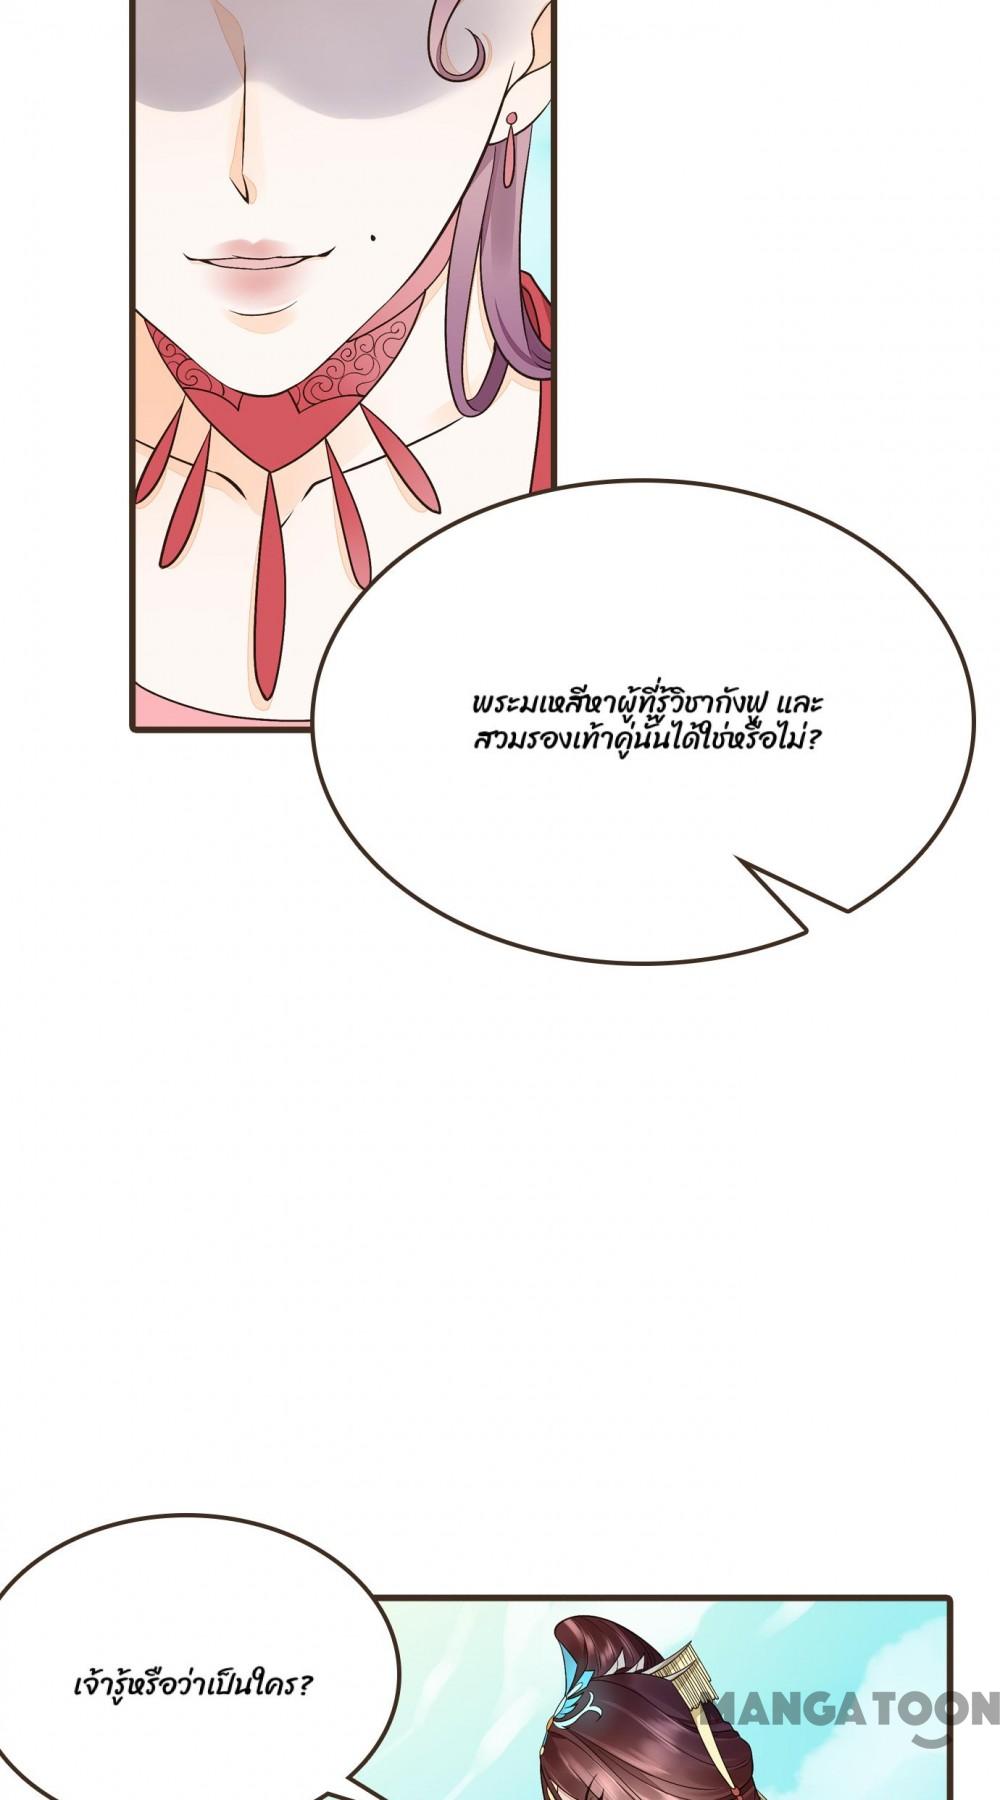 พระมเหสีหาผู้ที่รู้วิชากังฟู และ
สวมรองเท้าคู่นั้นได้ใช่หรือไม่?
เจ้ารู้หรือว่าเป็นใคร?
MANGATOON